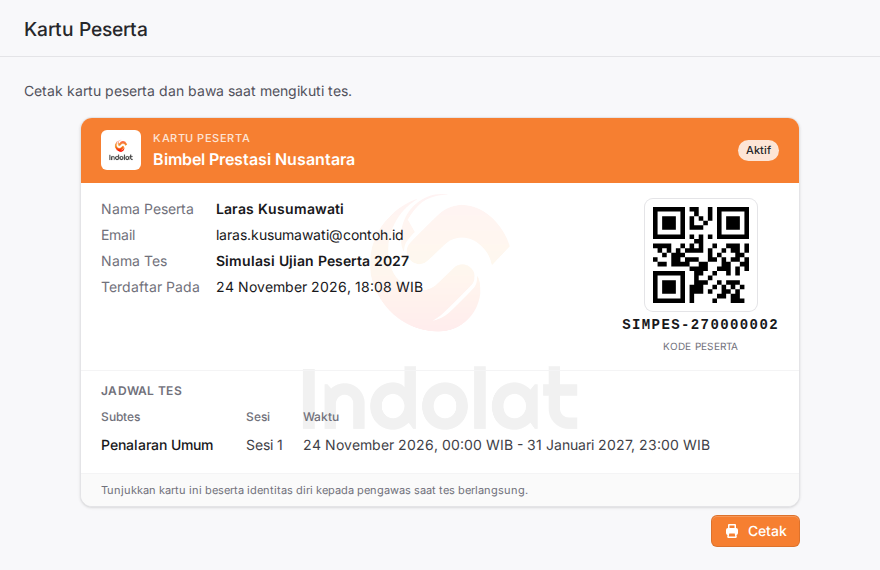 Kartu Peserta
Cetak kartu peserta dan bawa saat mengikuti tes.
Indolat
KARTU PESERTA
Bimbel Prestasi Nusantara
Aktif
Nama Peserta Laras Kusumawati
Email laras.kusumawati@contoh.id
Nama Tes Simulasi Ujian Peserta 2027
Terdaftar Pada 24 November 2026, 18:08 WIB
SIMPES-270000002
KODE PESERTA
Indolat
JADWAL TES
Subtes Sesi Waktu
Penalaran Umum Sesi 1 24 November 2026, 00:00 WIB - 31 Januari 2027, 23:00 WIB
Tunjukkan kartu ini beserta identitas diri kepada pengawas saat tes berlangsung.
Cetak